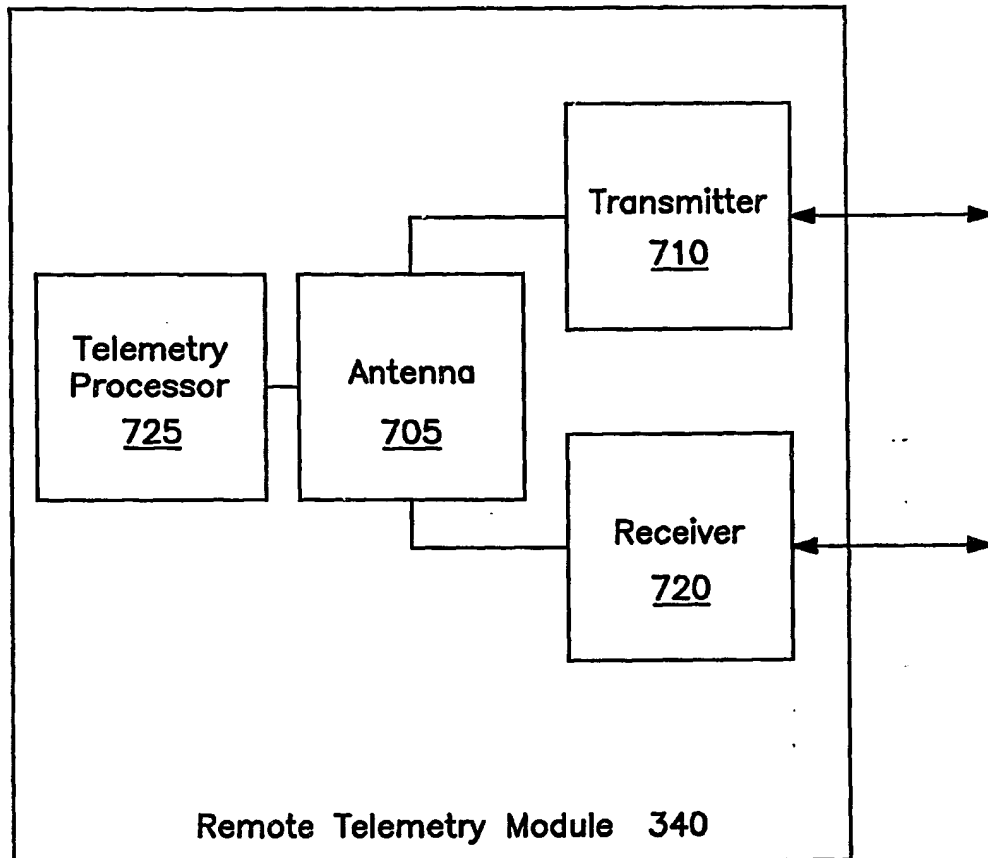 Transmitter
710
Telemetry
Processor
725
Antenna
705
Receiver
720
Remote Telemetry Module 340